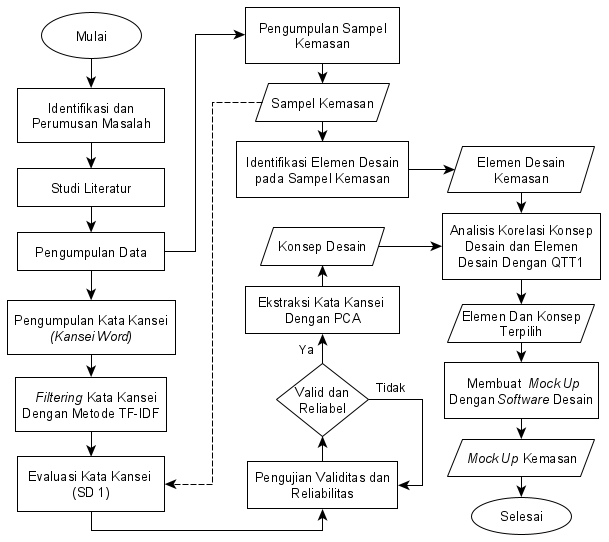 Mulai
Identifikasi dan
Perumusan Masalah
Studi Literatur
Pengumpulan Data
Pengumpulan Kata Kansei
(Kansei Word)
Filtering Kata Kansei
Dengan Metode TF-IDF
Evaluasi Kata Kansei
(SD 1)
Pengumpulan Sampel
Kemasan
Sampel Kemasan
Identifikasi Elemen Desain
pada Sampel Kemasan
Konsep Desain
Ekstraksi Kata Kansei
Dengan PCA
Ya
Valid dan
Reliabel
Tidak
Pengujian Validitas dan
Reliabilitas
Elemen Desain
Kemasan
Analisis Korelasi Konsep
Desain dan Elemen
Desain Dengan QTT1
Elemen Dan Konsep
Terpilih
Membuat Mock Up
Dengan Software Desain
Mock Up Kemasan
Selesai